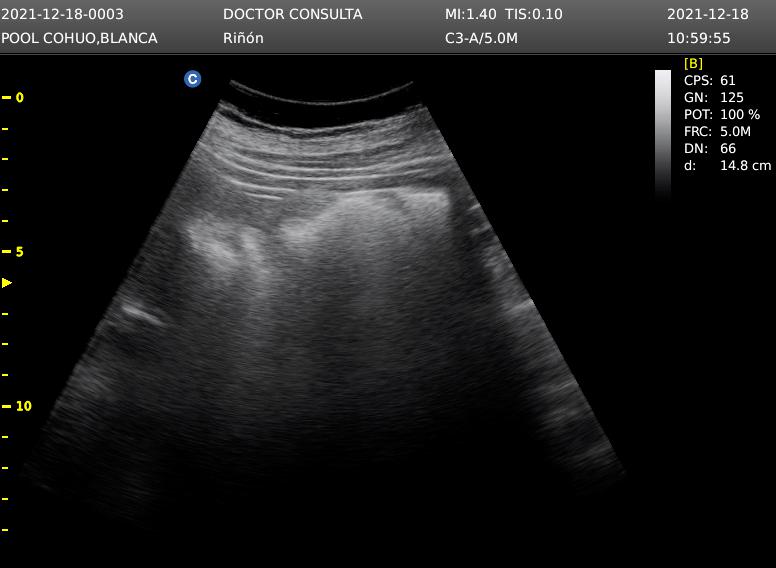 2021-12-18-0003 DOCTOR CONSULTA MI:1.40 TIS:0.10 2021-12-18
POOL COHUO,BLANCA Riñón C3-A/5.0M 10:59:55
[B]
C
CPS: 61
0
GN: 125
POT: 100 %
FRC: 5.0M
DN: 66
d: 14.8 cm
5
10